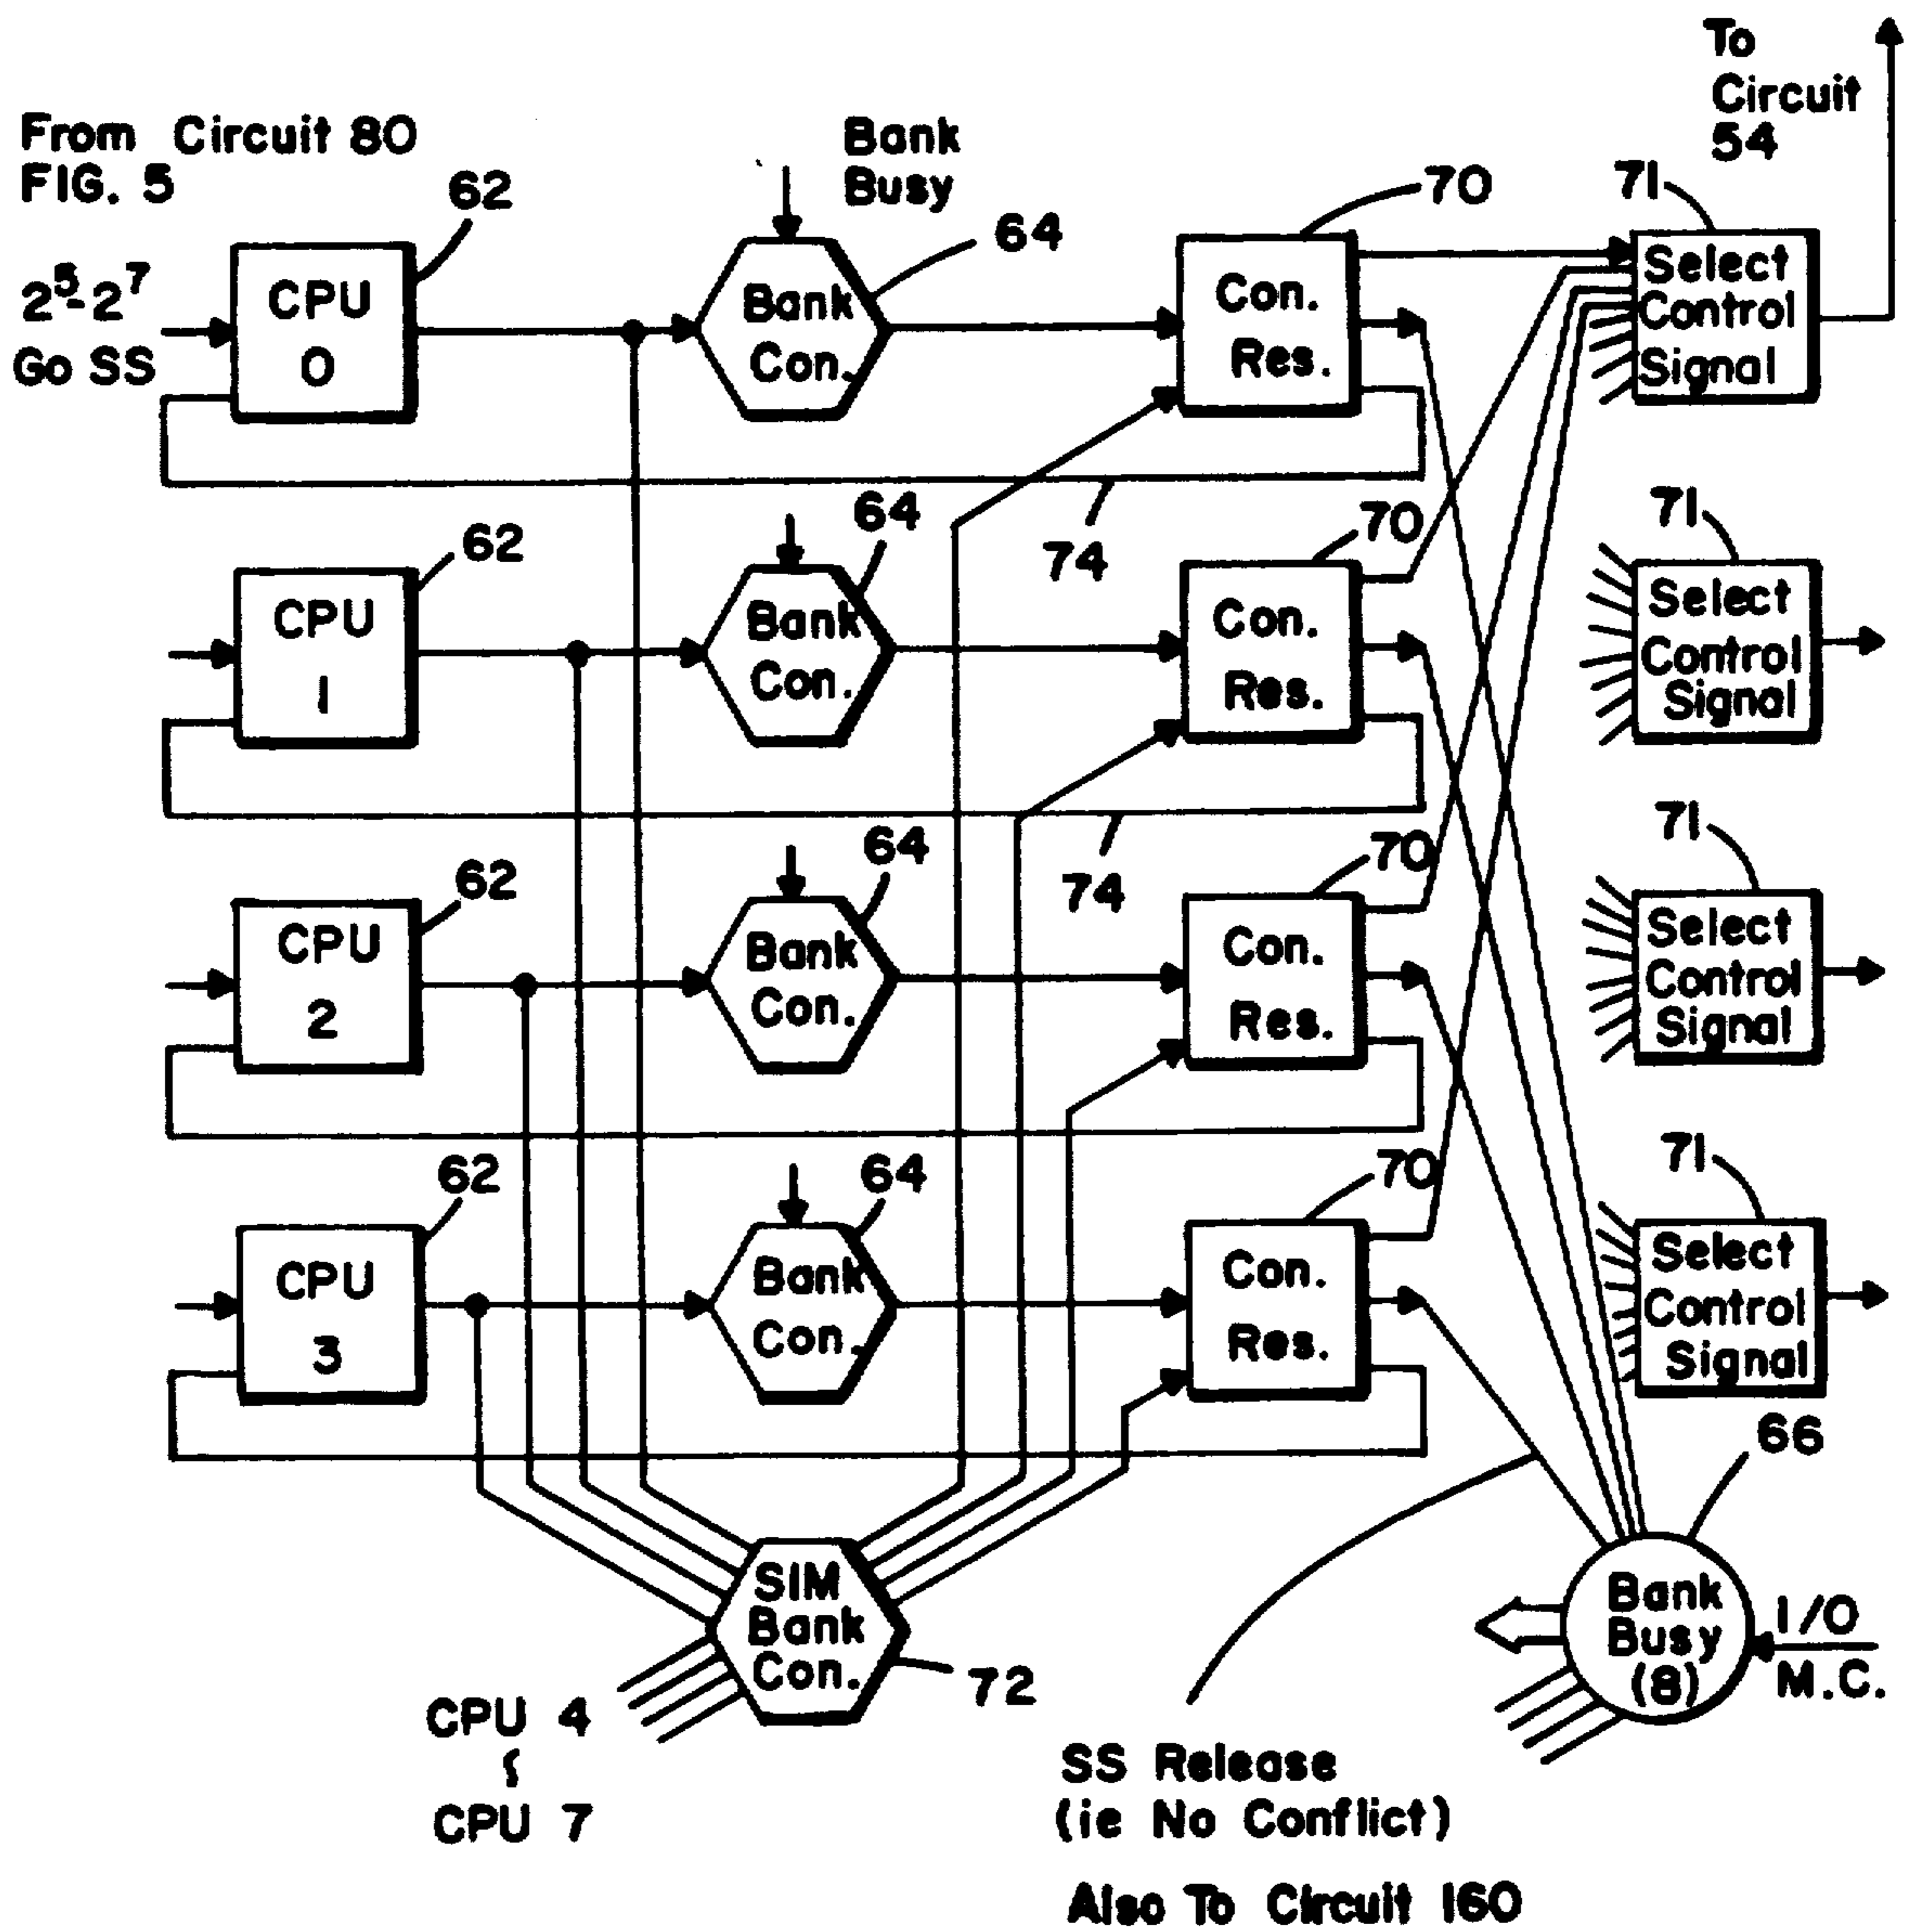 To
Circuit
54
From Circuit 80
FIG. 5
Bank
Busy
62
64
70
71
2⁵-2⁷
Go SS
CPU
0
Bank
Con.
Con.
Res.
Select
Control
Signal
74
62
64
70
71
CPU
1
Bank
Con.
Con.
Res.
Select
Control
Signal
74
62
64
70
71
CPU
2
Bank
Con.
Con.
Res.
Select
Control
Signal
62
64
70
71
CPU
3
Bank
Con.
Con.
Res.
Select
Control
Signal
66
SIM
Bank
Con.
72
Bank
Busy
(8)
I/O
M.C.
CPU 4
CPU 7
SS Release
(ie No Conflict)
Also To Circuit 160